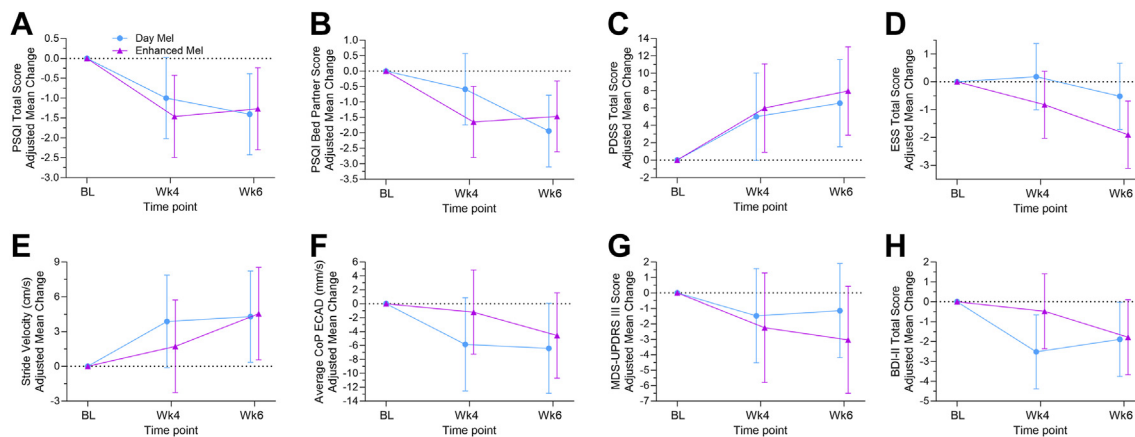 A
Day Mel
Enhanced Mel
PSQI Total Score
Adjusted Mean Change
0.5
0.0
-0.5
-1.0
-1.5
-2.0
-2.5
-3.0
BL
Wk4
Wk6
Time point
B
PSQI Bed Partner Score
Adjusted Mean Change
1.0
0.5
0.0
-0.5
-1.0
-1.5
-2.0
-2.5
-3.0
-3.5
BL
Wk4
Wk6
Time point
C
PDSS Total Score
Adjusted Mean Change
14
12
10
8
6
4
2
0
-2
BL
Wk4
Wk6
Time point
D
ESS Total Score
Adjusted Mean Change
1
0
-1
-2
-3
BL
Wk4
Wk6
Time point
E
Stride Velocity (cm/s)
Adjusted Mean Change
9
6
3
0
-3
BL
Wk4
Wk6
Time point
F
Average CoP ECAD (mm/s)
Adjusted Mean Change
6
4
2
0
-2
-4
-6
-8
-10
-12
-14
BL
Wk4
Wk6
Time point
G
MDS-UPDRS III Score
Adjusted Mean Change
2
1
0
-1
-2
-3
-4
-5
-6
-7
BL
Wk4
Wk6
Time point
H
BDI-II Total Score
Adjusted Mean Change
2
1
0
-1
-2
-3
-4
-5
BL
Wk4
Wk6
Time point